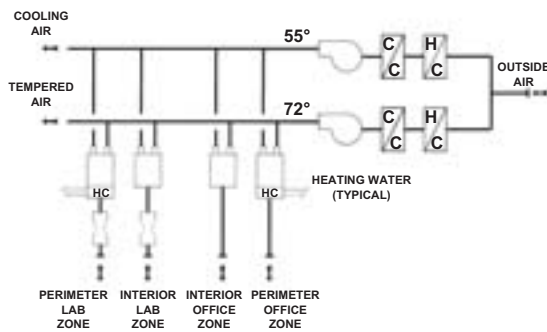 COOLING
AIR
55°
C
C
H
C
OUTSIDE
AIR
TEMPERED
AIR
72°
C
C
H
C
HC
HC
HEATING WATER
(TYPICAL)
PERIMETER
LAB
ZONE
INTERIOR
LAB
ZONE
INTERIOR
OFFICE
ZONE
PERIMETER
OFFICE
ZONE